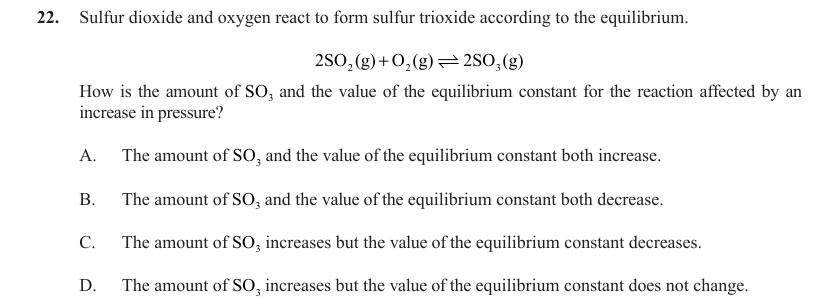 22. Sulfur dioxide and oxygen react to form sulfur trioxide according to the equilibrium.
2SO₂(g)+O₂(g)⇌2SO₃(g)
How is the amount of SO₃ and the value of the equilibrium constant for the reaction affected by an
increase in pressure?
A. The amount of SO₃ and the value of the equilibrium constant both increase.
B. The amount of SO₃ and the value of the equilibrium constant both decrease.
C. The amount of SO₃ increases but the value of the equilibrium constant decreases.
D. The amount of SO₃ increases but the value of the equilibrium constant does not change.